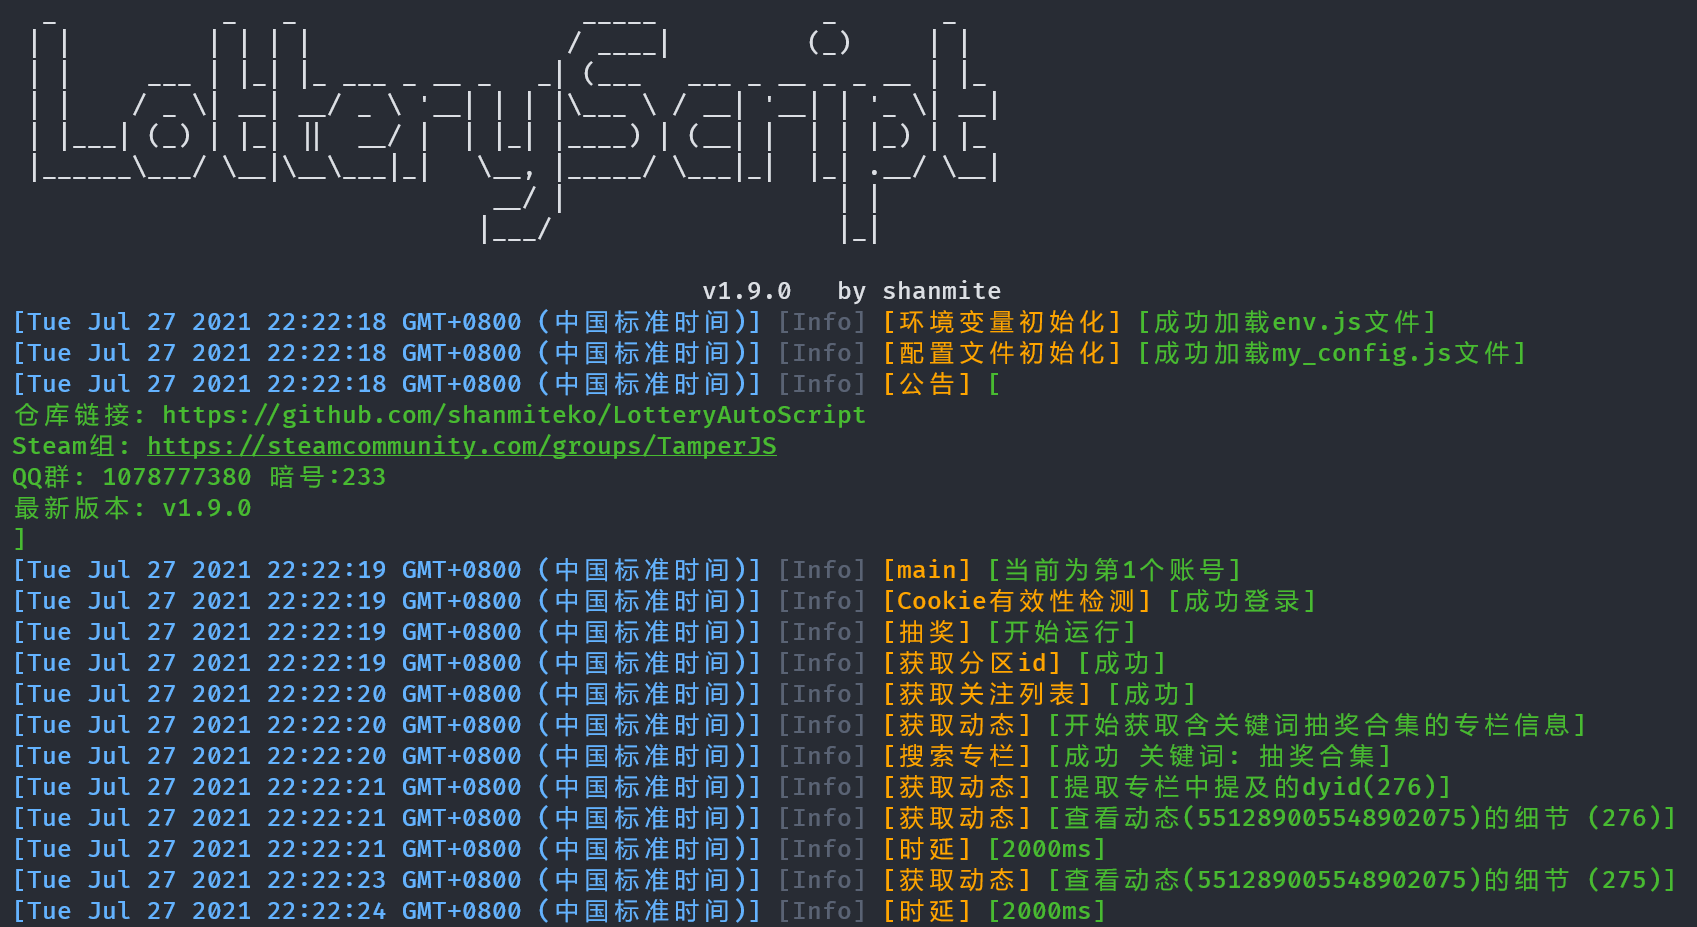 LotteryScript
v1.9.0 by shanmite
[Tue Jul 27 2021 22:22:18 GMT+0800 (中国标准时间)] [Info] [环境变量初始化] [成功加载env.js文件]
[Tue Jul 27 2021 22:22:18 GMT+0800 (中国标准时间)] [Info] [配置文件初始化] [成功加载my_config.js文件]
[Tue Jul 27 2021 22:22:18 GMT+0800 (中国标准时间)] [Info] [公告] [
仓库链接: https://github.com/shanmiteko/LotteryAutoScript
Steam组: https://steamcommunity.com/groups/TamperJS
QQ群: 1078777380 暗号:233
最新版本: v1.9.0
]
[Tue Jul 27 2021 22:22:19 GMT+0800 (中国标准时间)] [Info] [main] [当前为第1个账号]
[Tue Jul 27 2021 22:22:19 GMT+0800 (中国标准时间)] [Info] [Cookie有效性检测] [成功登录]
[Tue Jul 27 2021 22:22:19 GMT+0800 (中国标准时间)] [Info] [抽奖] [开始运行]
[Tue Jul 27 2021 22:22:19 GMT+0800 (中国标准时间)] [Info] [获取分区id] [成功]
[Tue Jul 27 2021 22:22:20 GMT+0800 (中国标准时间)] [Info] [获取关注列表] [成功]
[Tue Jul 27 2021 22:22:20 GMT+0800 (中国标准时间)] [Info] [获取动态] [开始获取含关键词抽奖合集的专栏信息]
[Tue Jul 27 2021 22:22:20 GMT+0800 (中国标准时间)] [Info] [搜索专栏] [成功 关键词: 抽奖合集]
[Tue Jul 27 2021 22:22:21 GMT+0800 (中国标准时间)] [Info] [获取动态] [提取专栏中提及的dyid(276)]
[Tue Jul 27 2021 22:22:21 GMT+0800 (中国标准时间)] [Info] [获取动态] [查看动态(551289005548902075)的细节 (276)]
[Tue Jul 27 2021 22:22:21 GMT+0800 (中国标准时间)] [Info] [时延] [2000ms]
[Tue Jul 27 2021 22:22:23 GMT+0800 (中国标准时间)] [Info] [获取动态] [查看动态(551289005548902075)的细节 (275)]
[Tue Jul 27 2021 22:22:24 GMT+0800 (中国标准时间)] [Info] [时延] [2000ms]